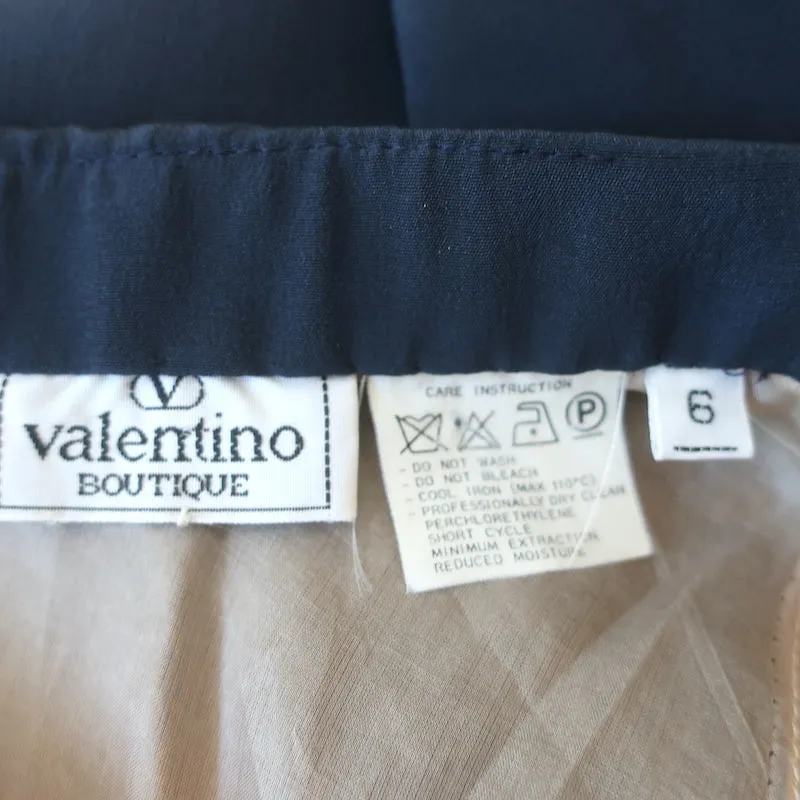 V
valentino
BOUTIQUE
CARE INSTRUCTION
P
- DO NOT WASH
- DO NOT BLEACH
- COOL IRON (MAX 110°C)
- PROFESSIONALLY DRY CLEAN
PERCHLORETHYLENE
SHORT CYCLE
MINIMUM EXTRACTION
REDUCED MOISTURE
6